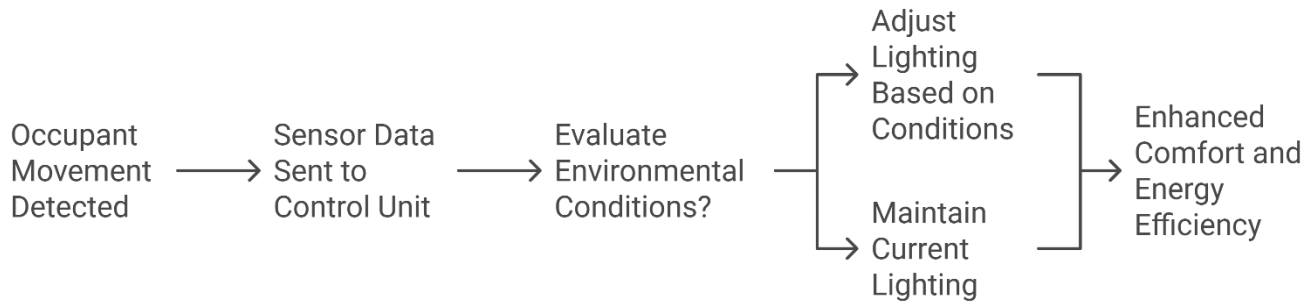 Occupant
Movement
Detected
Sensor Data
Sent to
Control Unit
Evaluate
Environmental
Conditions?
Adjust
Lighting
Based on
Conditions
Maintain
Current
Lighting
Enhanced
Comfort and
Energy
Efficiency